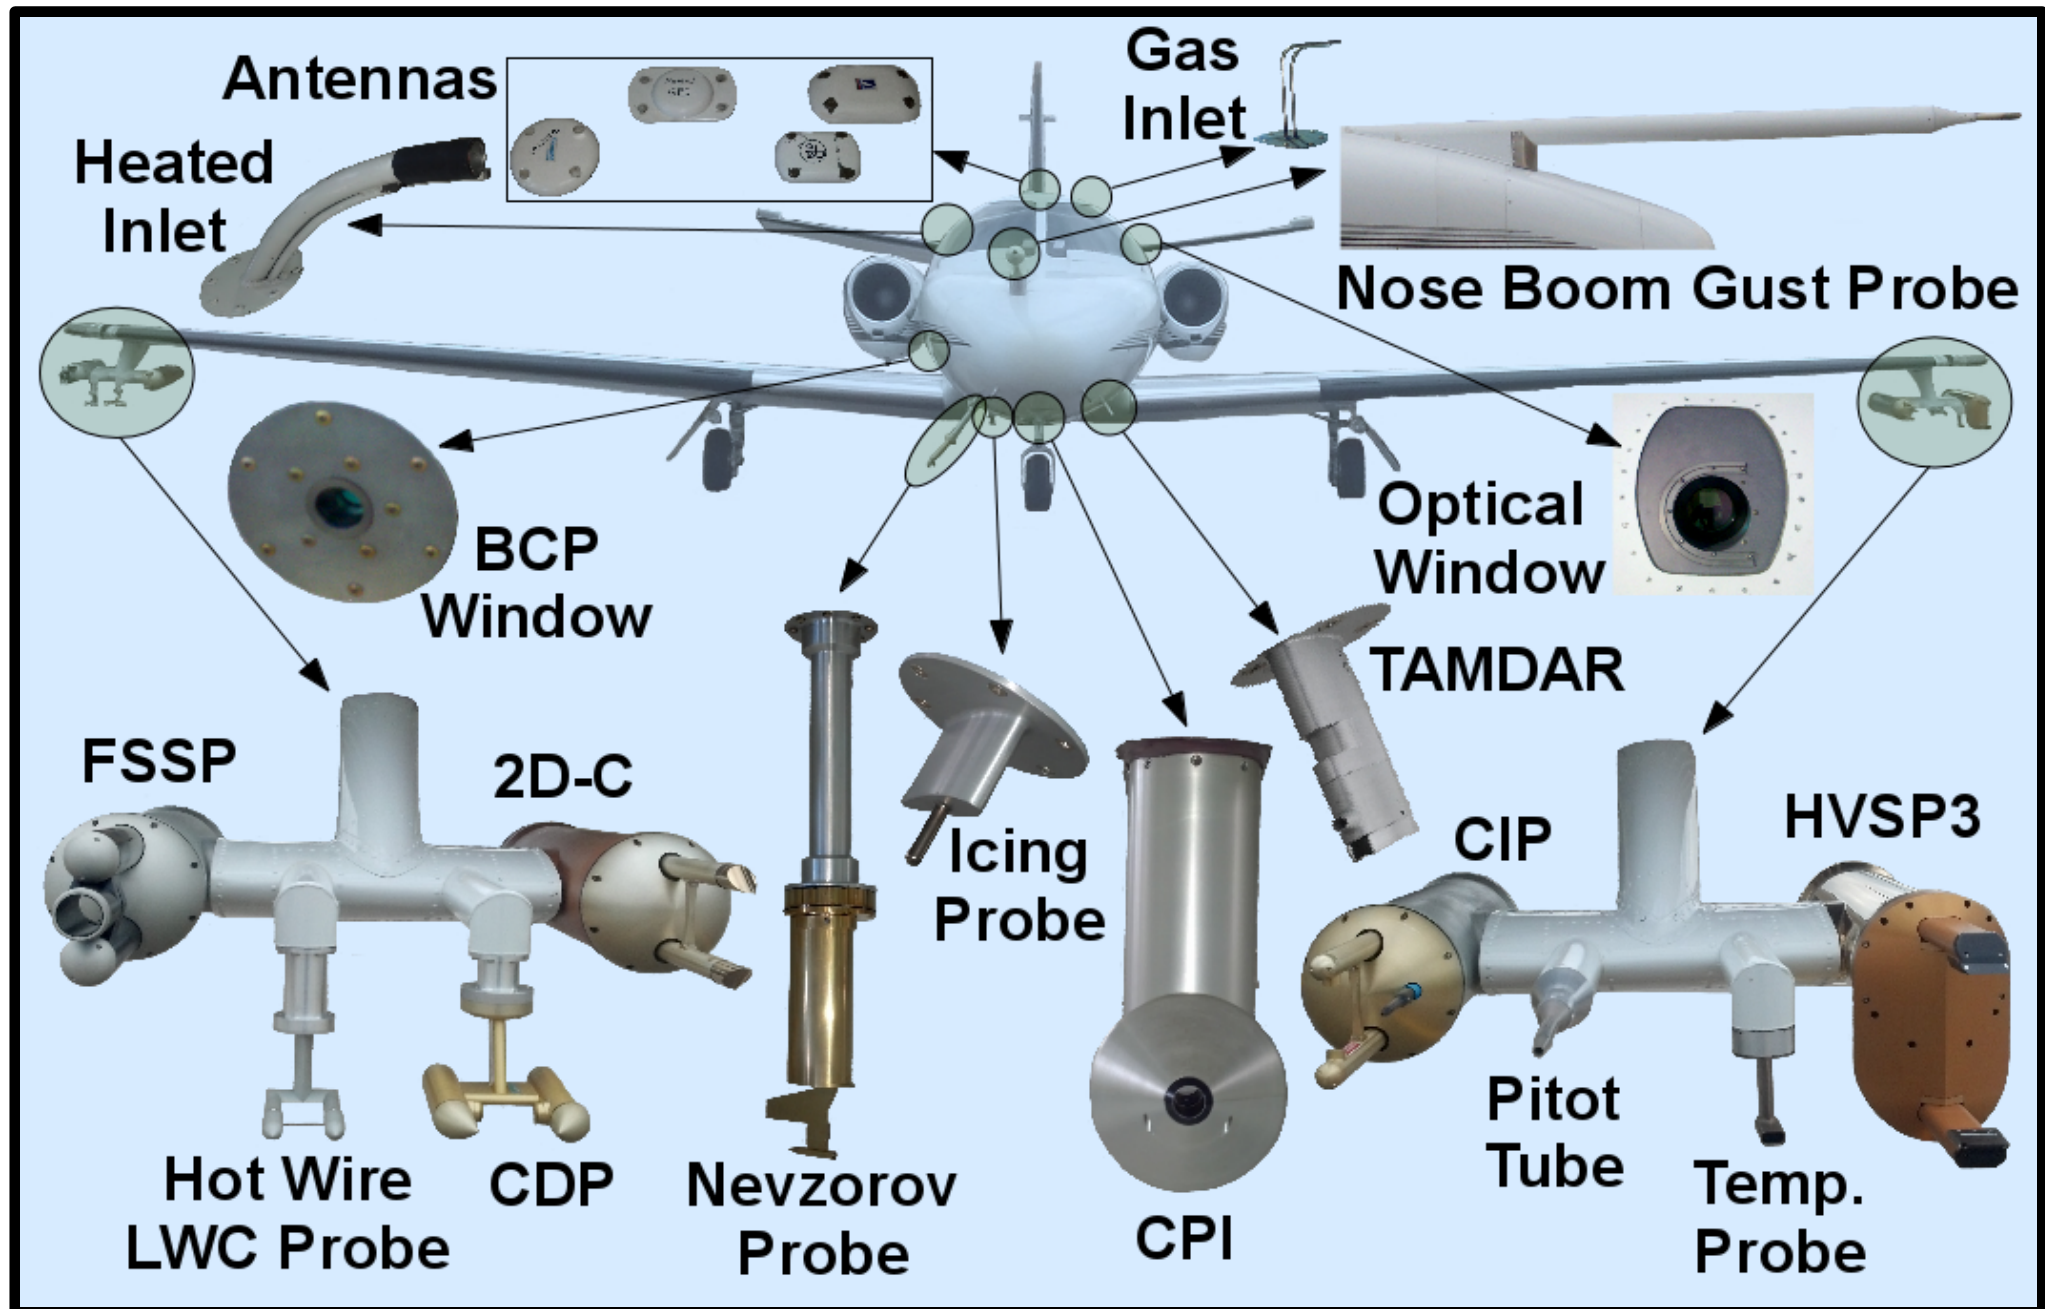 Antennas
Gas
Inlet
Heated
Inlet
Nose Boom Gust Probe
BCP
Window
Optical
Window
TAMDAR
FSSP
2D-C
Icing
Probe
CIP
HVSP3
Hot Wire
LWC Probe
CDP
Nevzorov
Probe
CPI
Pitot
Tube
Temp.
Probe